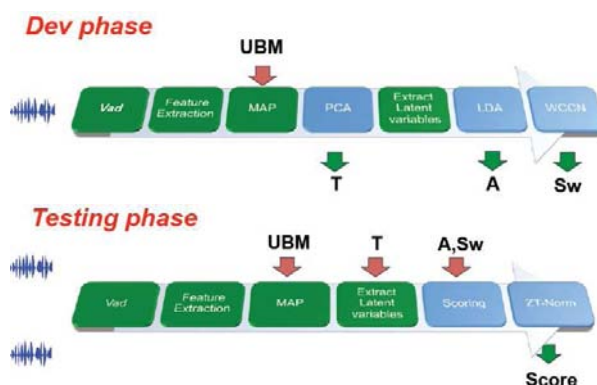 Dev phase
UBM
Vad
Feature
Extraction
MAP
PCA
Extract
Latent
variables
LDA
WCCN
T
A
Sw
Testing phase
UBM
T
A,Sw
Vad
Feature
Extraction
MAP
Extract
Latent
variables
Scoring
ZT-Norm
Score